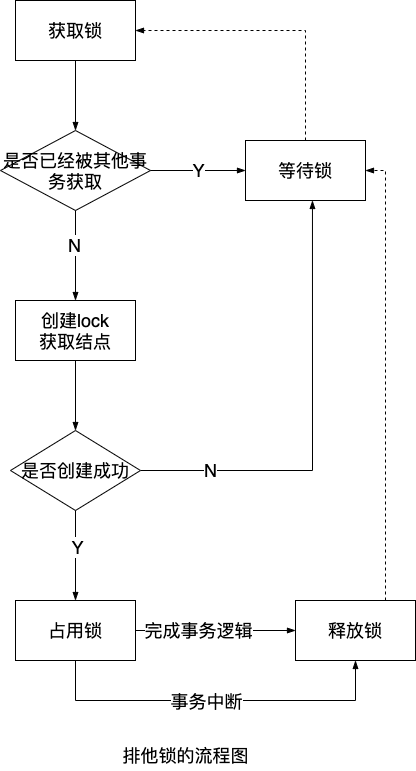 获取锁
是否已经被其他事
务获取
Y
等待锁
N
创建lock
获取结点
是否创建成功
N
Y
占用锁
完成事务逻辑
释放锁
事务中断
排他锁的流程图